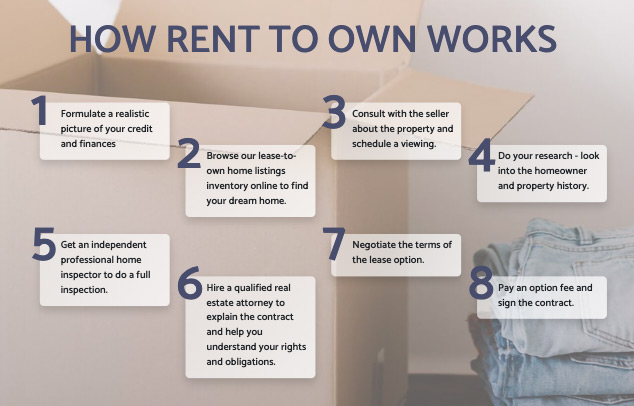 HOW RENT TO OWN WORKS
1
Formulate a realistic
picture of your credit
and finances
2
Browse our lease-to-
own home listings
inventory online to find
your dream home.
3
Consult with the seller
about the property and
schedule a viewing.
4
Do your research - look
into the homeowner
and property history.
5
Get an independent
professional home
inspector to do a full
inspection.
6
Hire a qualified real
estate attorney to
explain the contract
and help you
understand your rights
and obligations.
7
Negotiate the terms of
the lease option.
8
Pay an option fee and
sign the contract.